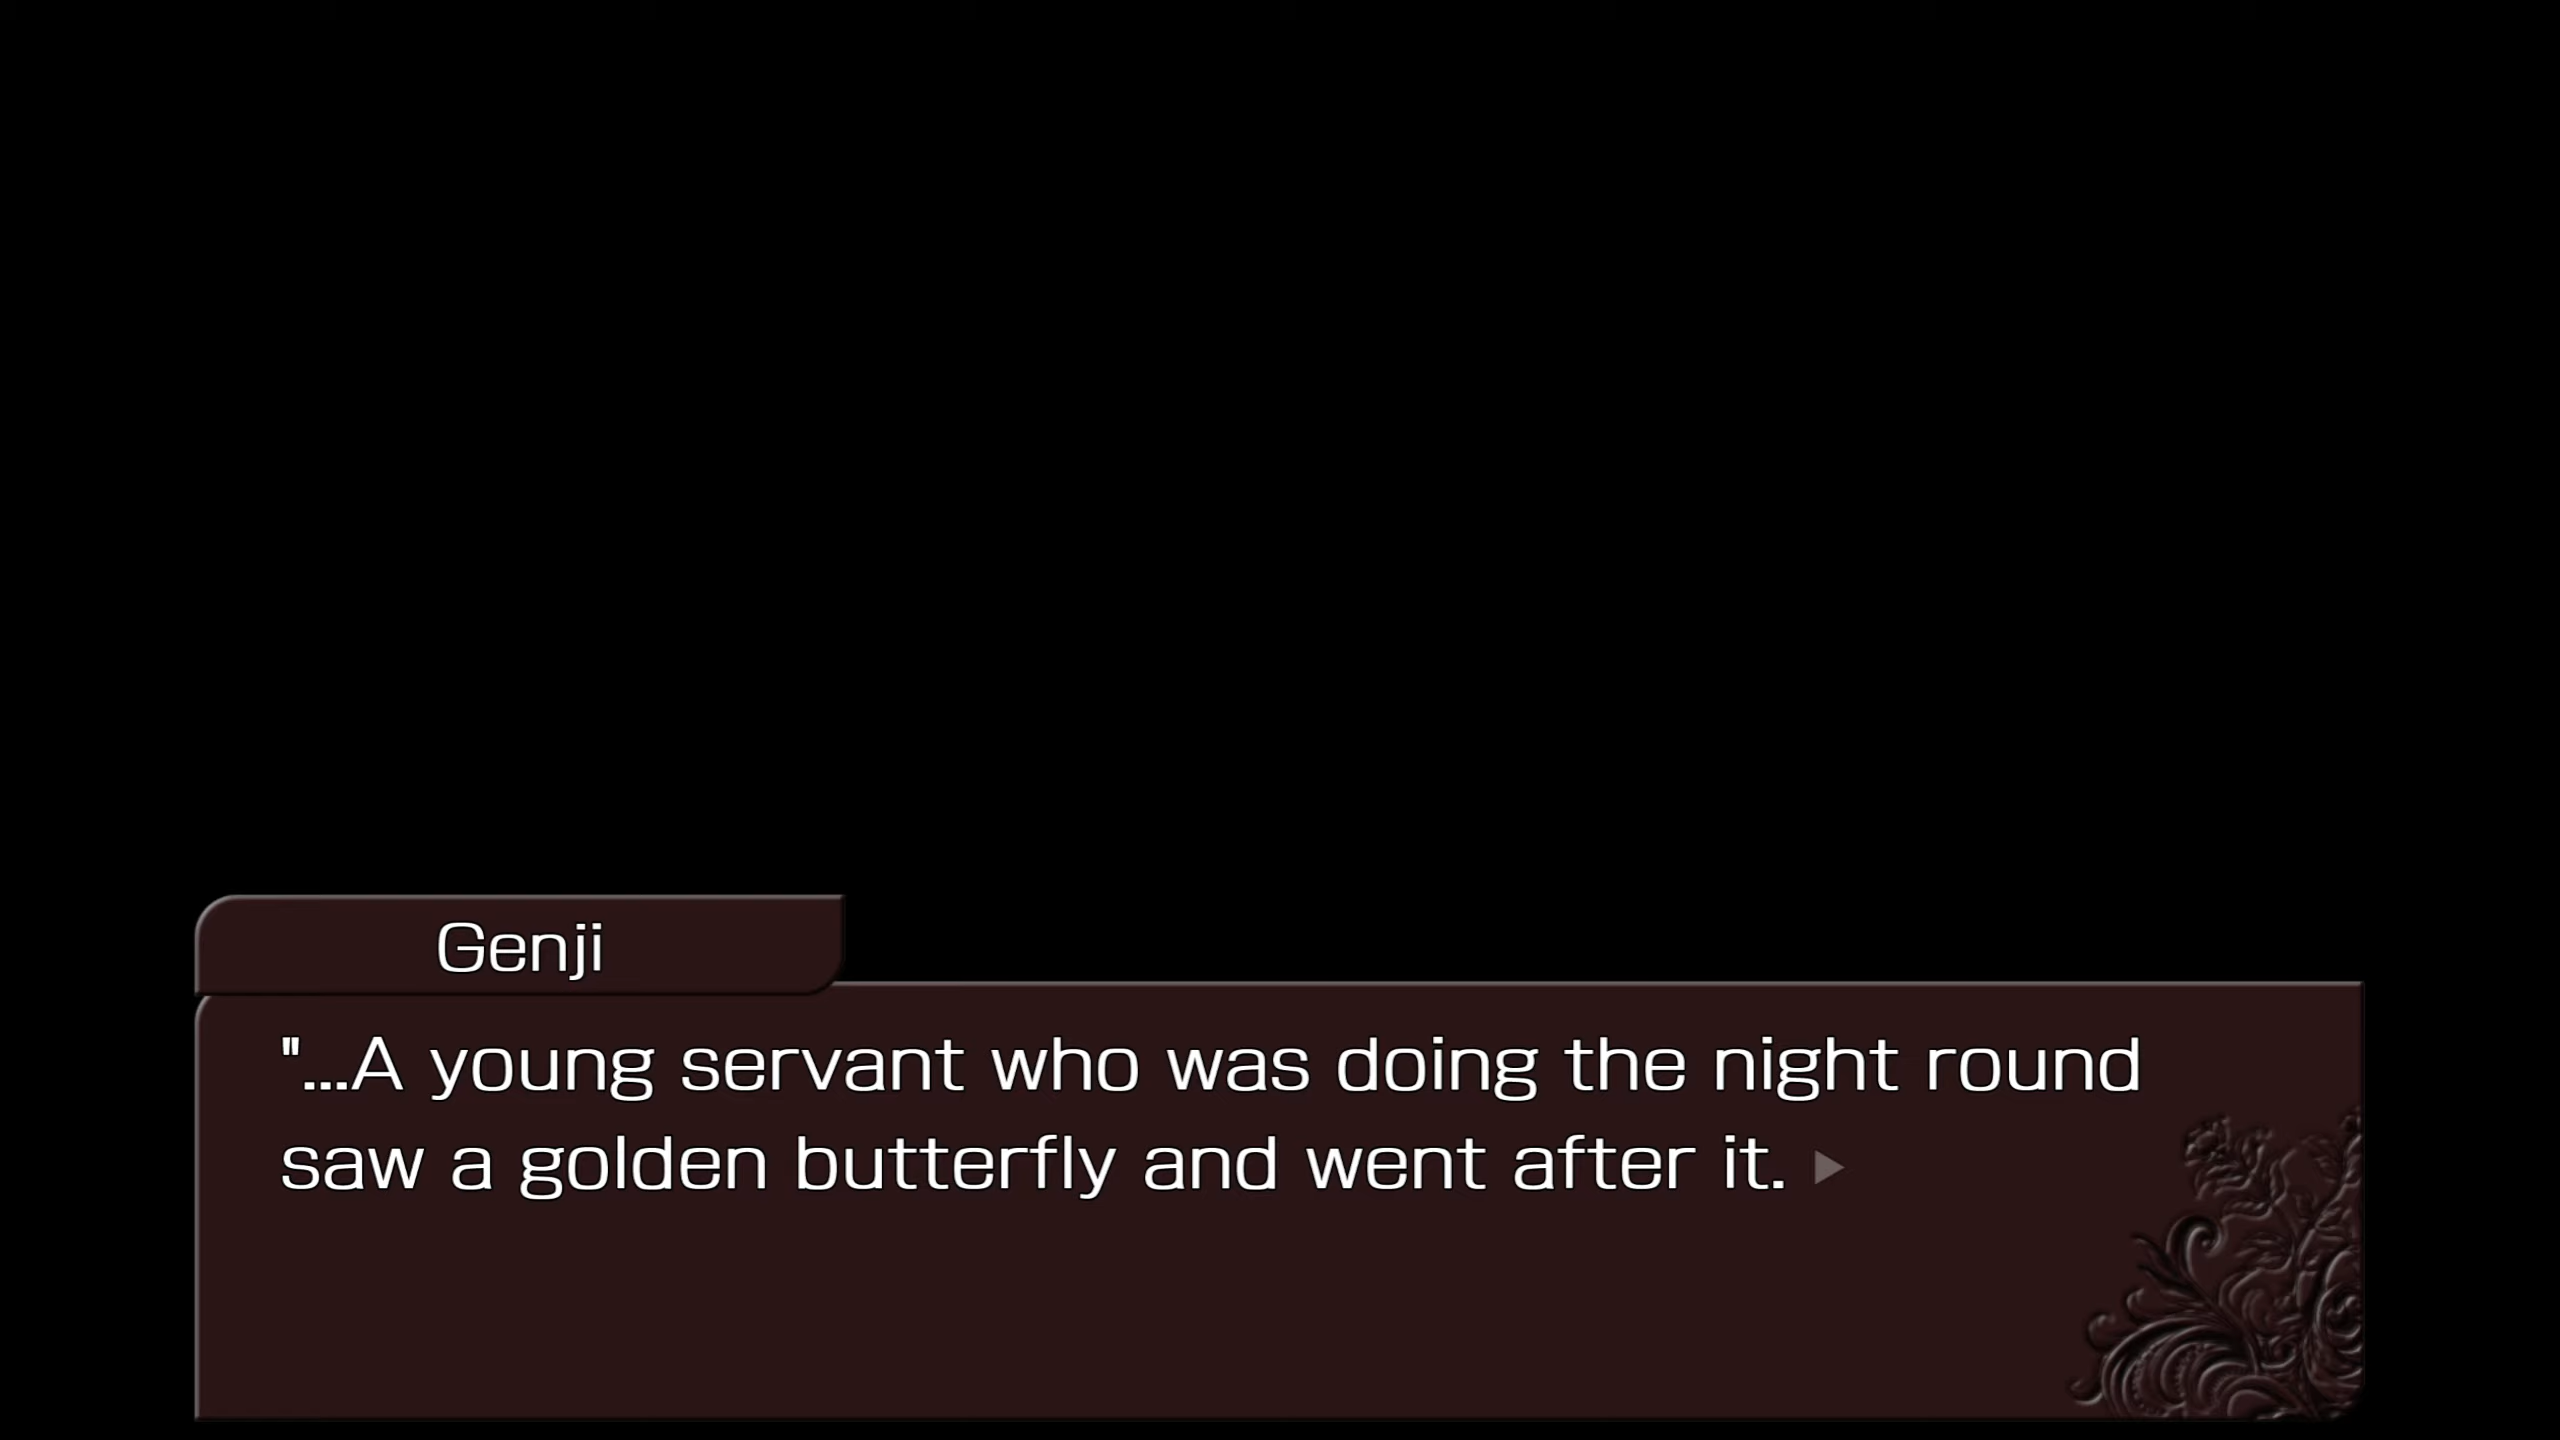 Genji
"...A young servant who was doing the night round
saw a golden butterfly and went after it.